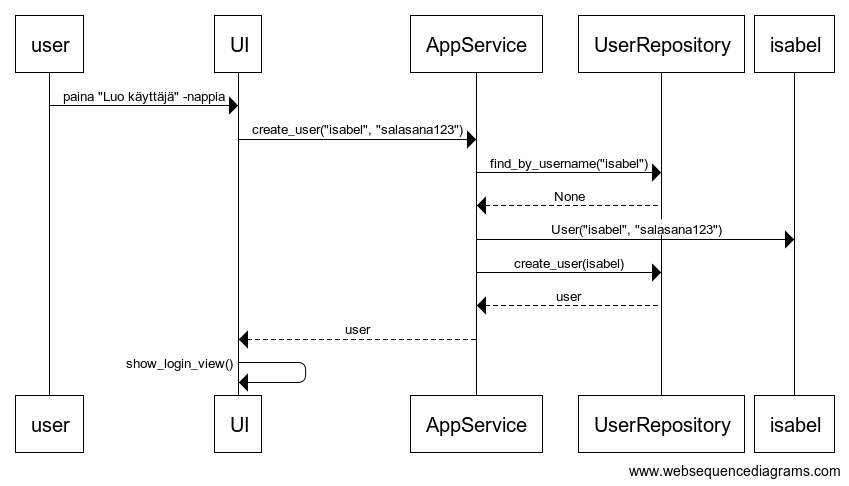 user
UI
AppService
UserRepository
isabel
paina "Luo käyttäjä" -nappia
create_user("isabel", "salasana123")
find_by_username("isabel")
None
User("isabel", "salasana123")
create_user(isabel)
user
user
show_login_view()
user
UI
AppService
UserRepository
isabel
www.websequencediagrams.com